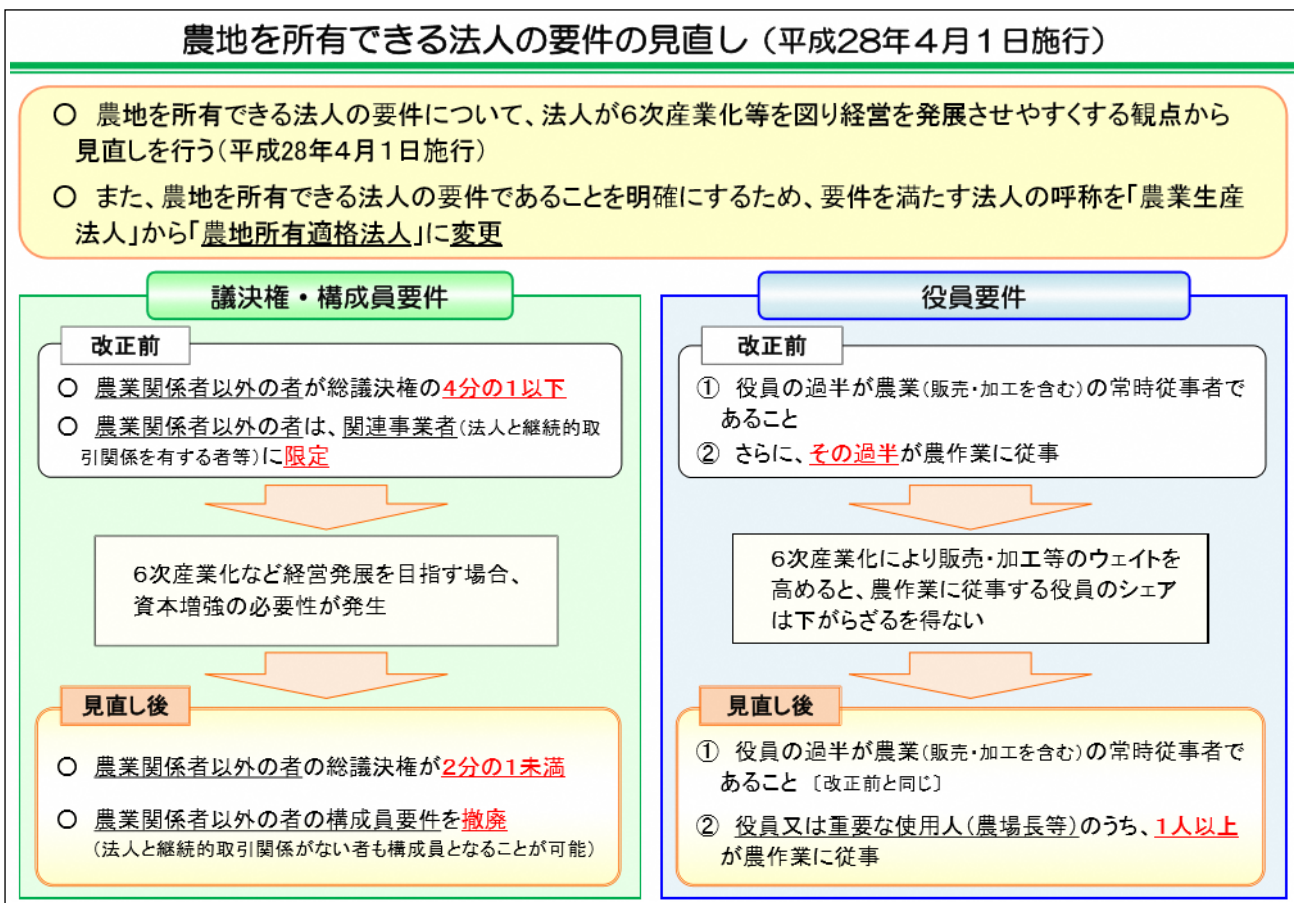 農地を所有できる法人の要件の見直し（平成28年４月１日施行）
○ 農地を所有できる法人の要件について、法人が６次産業化等を図り経営を発展させやすくする観点から
見直しを行う（平成28年４月１日施行）
○ また、農地を所有できる法人の要件であることを明確にするため、要件を満たす法人の呼称を「農業生産
法人」から「農地所有適格法人」に変更
議決権・構成員要件
改正前
○ 農業関係者以外の者が総議決権の４分の１以下
○ 農業関係者以外の者は、関連事業者（法人と継続的取
引関係を有する者等）に限定
６次産業化など経営発展を目指す場合、
資本増強の必要性が発生
見直し後
○ 農業関係者以外の者の総議決権が２分の１未満
○ 農業関係者以外の者の構成員要件を撤廃
（法人と継続的取引関係がない者も構成員となることが可能）
役員要件
改正前
① 役員の過半が農業（販売・加工を含む）の常時従事者で
あること
② さらに、その過半が農作業に従事
６次産業化により販売・加工等のウェイトを
高めると、農作業に従事する役員のシェア
は下がらざるを得ない
見直し後
① 役員の過半が農業（販売・加工を含む）の常時従事者で
あること 〔改正前と同じ〕
② 役員又は重要な使用人（農場長等）のうち、１人以上
が農作業に従事